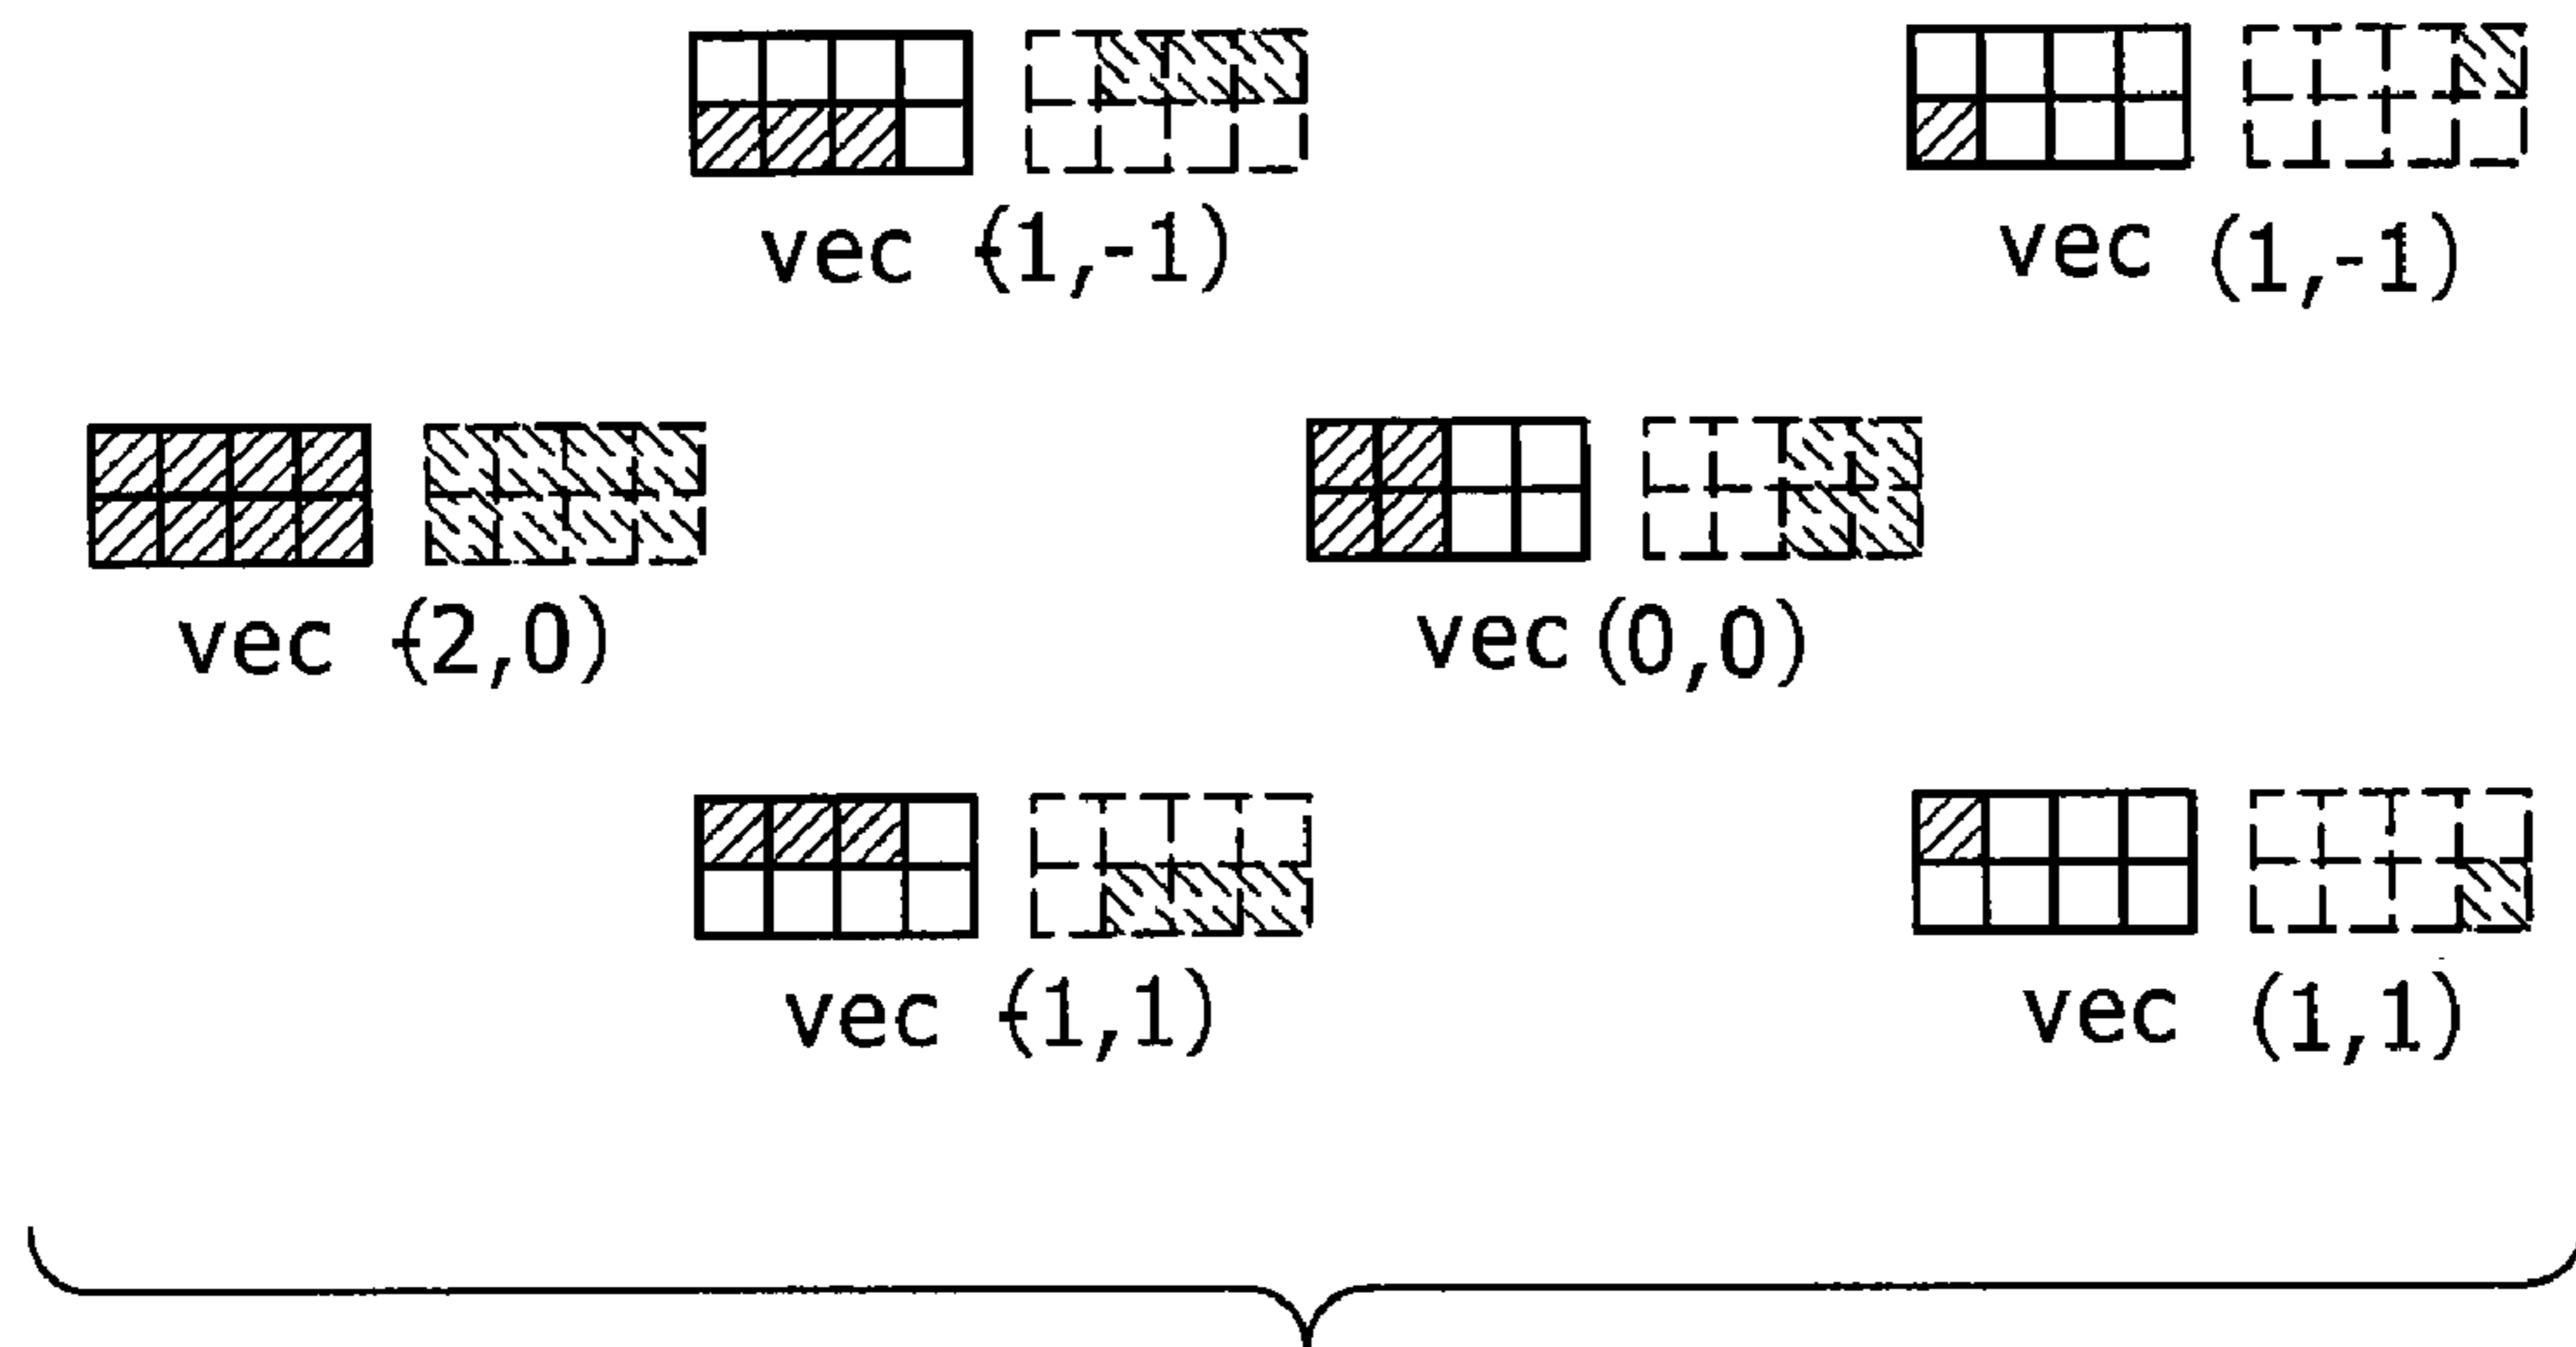 vec (-1,-1)
vec (1,-1)
vec (-2,0)
vec (0,0)
vec (-1,1)
vec (1,1)